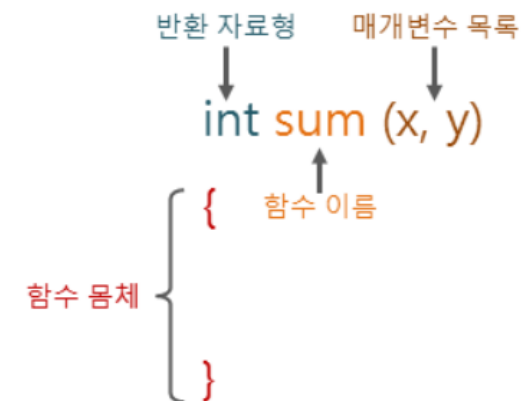 반환 자료형 매개변수 목록
int sum (x, y)
{ 함수 이름
함수 몸체
}